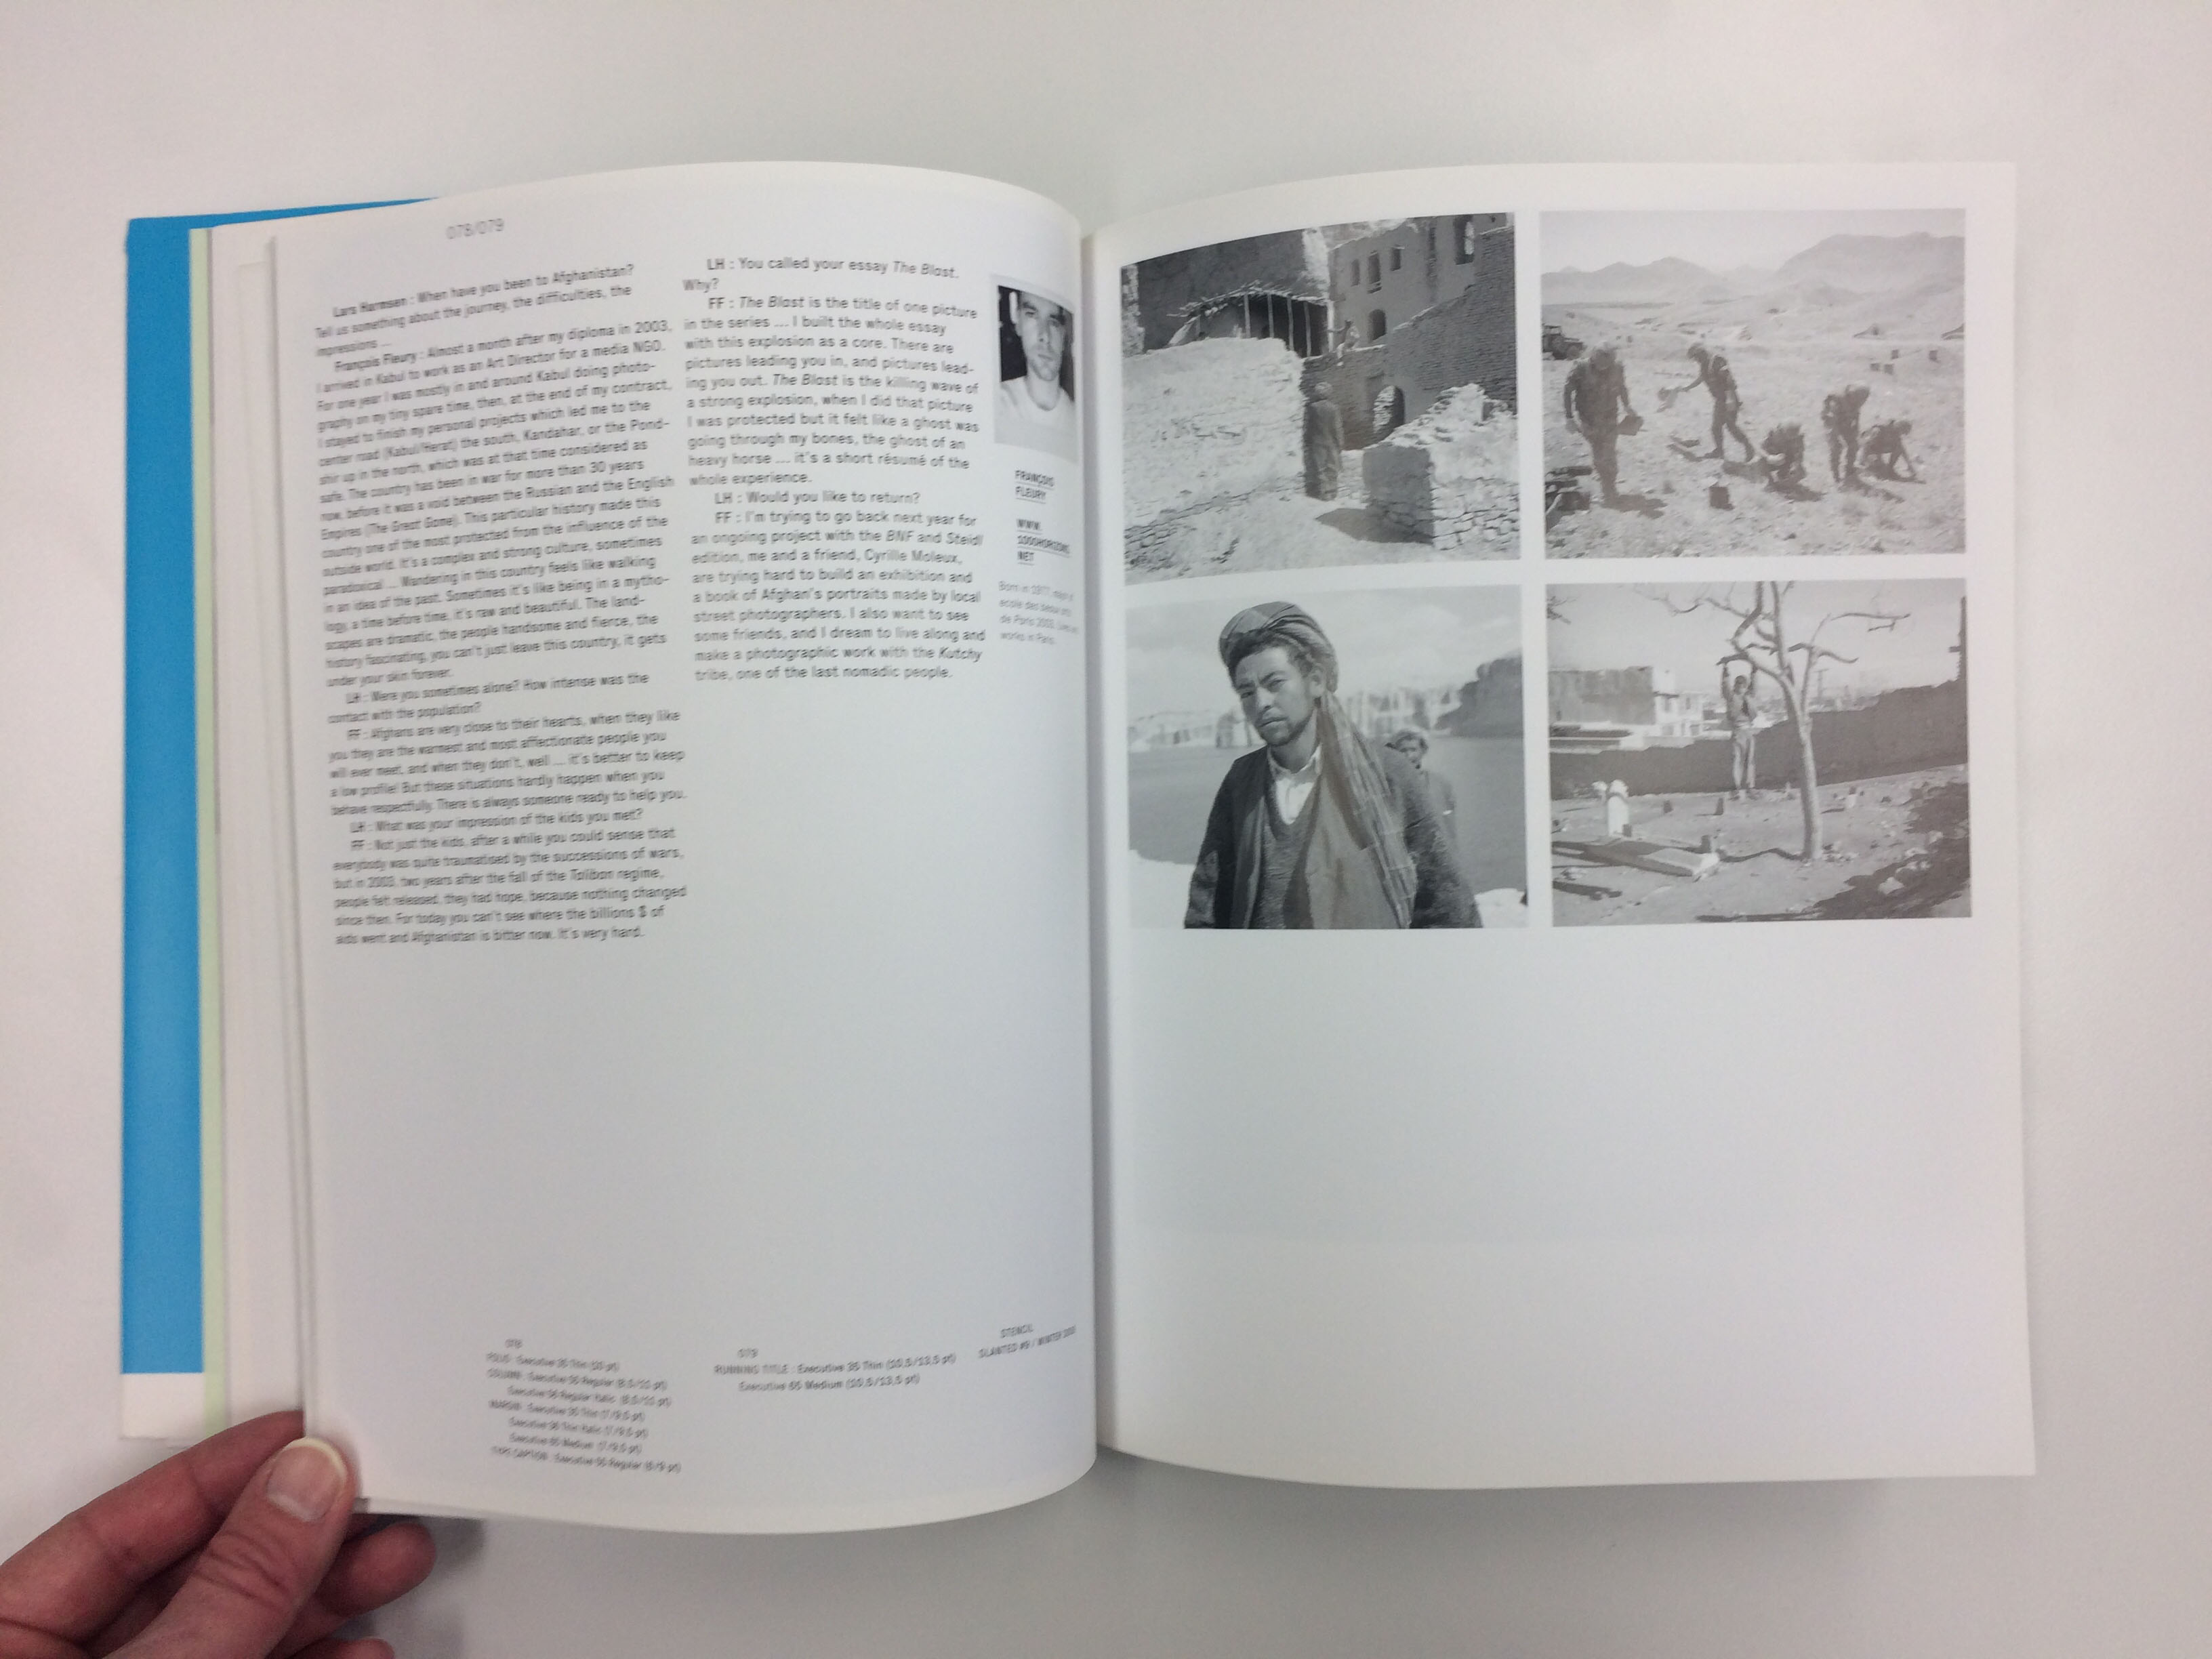 078/079
Lars Harmsen : When have you been to Afghanistan?
Tell us something about the journey, the difficulties, the
impressions ...
François Fleury : Almost a month after my diploma in 2003,
I arrived in Kabul to work as an Art Director for a media NGO.
For one year I was mostly in and around Kabul doing photo-
graphy on my tiny spare time, then, at the end of my contract,
I stayed to finish my personal projects which led me to the
center road (Kabul/Herat) the south, Kandahar, or the Pond-
shir up in the north, which was at that time considered as
safe. The country has been in war for more than 30 years
now, before it was a void between the Russian and the English
Empires (The Great Game). This particular history made this
country one of the most protected from the influence of the
outside world. It's a complex and strong culture, sometimes
paradoxical ... Wandering in this country feels like walking
in an idea of the past. Sometimes it's like being in a mytho-
logy, a time before time, it's raw and beautiful. The land-
scapes are dramatic, the people handsome and fierce, the
history fascinating, you can't just leave this country, it gets
under your skin forever.
LH : Were you sometimes alone? How intense was the
contact with the population?
FF : Afghans are very close to their hearts, when they like
you they are the warmest and most affectionate people you
will ever meet, and when they don't, well ... it's better to keep
a low profile! But these situations hardly happen when you
behave respectfully. There is always someone ready to help you.
LH : What was your impression of the kids you met?
FF : Not just the kids, after a while you could sense that
everybody was quite traumatised by the successions of wars,
but in 2003, two years after the fall of the Taliban regime,
people felt released, they had hope, because nothing changed
since then. For today you can't see where the billions $ of
aids went and Afghanistan is bitter now. It's very hard.
LH : You called your essay The Blast.
Why?
FF : The Blast is the title of one picture
in the series ... I built the whole essay
with this explosion as a core. There are
pictures leading you in, and pictures lead-
ing you out. The Blast is the killing wave of
a strong explosion, when I did that picture
I was protected but it felt like a ghost was
going through my bones, the ghost of an
heavy horse ... it's a short résumé of the
whole experience.
LH : Would you like to return?
FF : I'm trying to go back next year for
an ongoing project with the BNF and Steidl
edition, me and a friend, Cyrille Moleux,
are trying hard to build an exhibition and
a book of Afghan's portraits made by local
street photographers. I also want to see
some friends, and I dream to live along and
make a photographic work with the Kutchy
tribe, one of the last nomadic people.
FRANÇOIS
FLEURY
WWW.
1000HORIZONS.
NET
Born in 1977,
école des beaux arts
de Paris 2003. Lives
works in Paris.
078
FOLIO : Executive 35 Thin (20 pt)
COLUMN : Executive 55 Regular (8.5/11 pt)
Executive 56 Regular Italic (8.5/11 pt)
MARGIN : Executive 35 Thin (7/9.5 pt)
Executive 36 Thin Italic (7/9.5 pt)
Executive 65 Medium (7/9.5 pt)
TYPE CAPTION : Executive 55 Regular (6/9 pt)
079
RUNNING TITLE : Executive 35 Thin (10.5/13.5 pt)
Executive 65 Medium (10.5/13.5 pt)
STENCIL
SLANTED #9 / WINTER